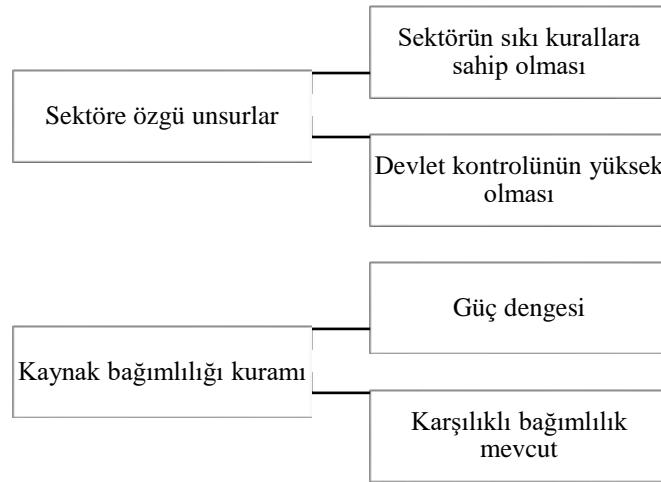 Sektöre özgü unsurlar
Sektörün sıkı kurallara
sahip olması
Devlet kontrolünün yüksek
olması
Kaynak bağımlılığı kuramı
Güç dengesi
Karşılıklı bağımlılık
mevcut